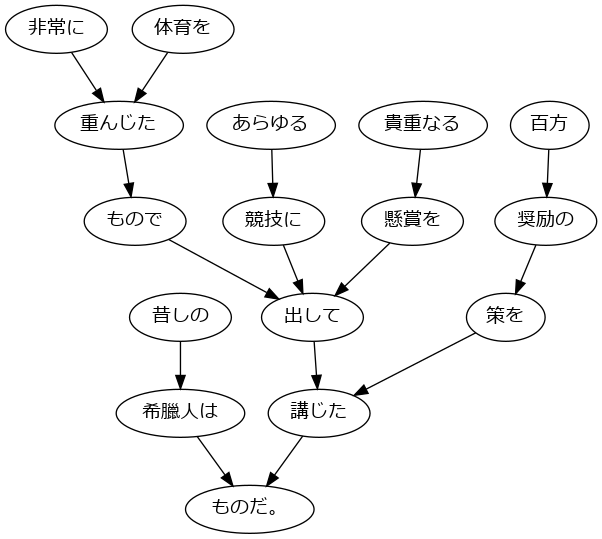 非常に 体育を
重んじた あらゆる 貴重なる 百方
もので 競技に 懸賞を 奨励の
昔しの 出して 策を
希臘人は 講じた
ものだ。